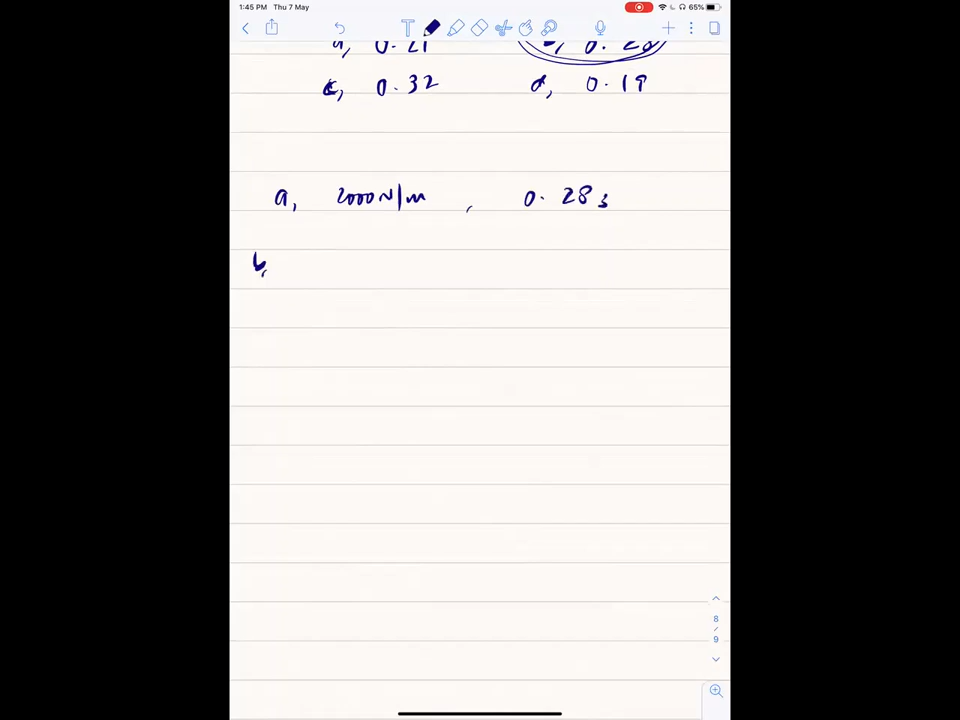 1:45 PM Thu 7 May 65%
a, 0.21 b, 0.28
c, 0.32 d, 0.19
a, 2000N/m , 0.28s
b,
8
/
9